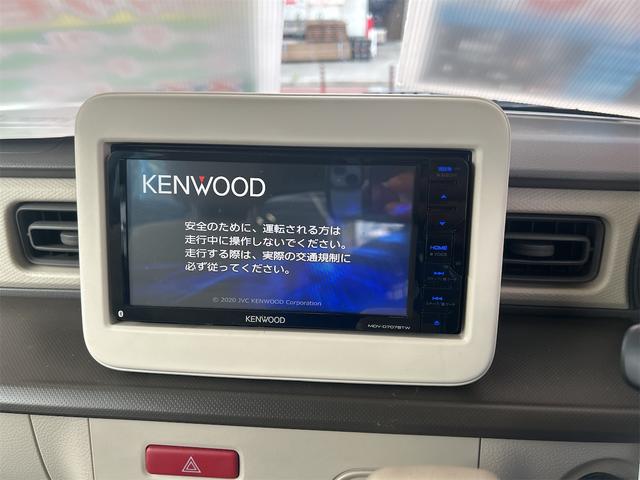 KENWOOD
安全のために、運転される方は
走行中に操作しないでください。
走行する際は、実際の交通規制に
必ず従ってください。
© 2020 JVC KENWOOD Corporation
KENWOOD
MDV-D707BTW
HOME